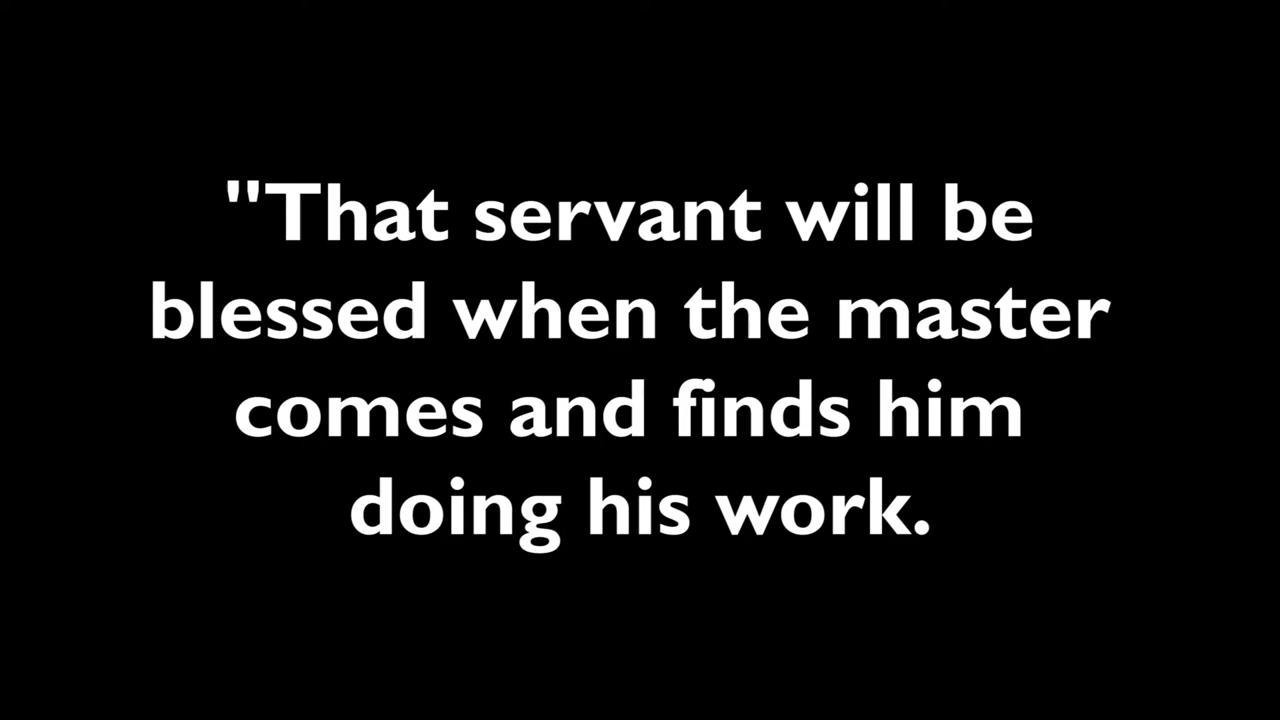 "That servant will be
blessed when the master
comes and finds him
doing his work.